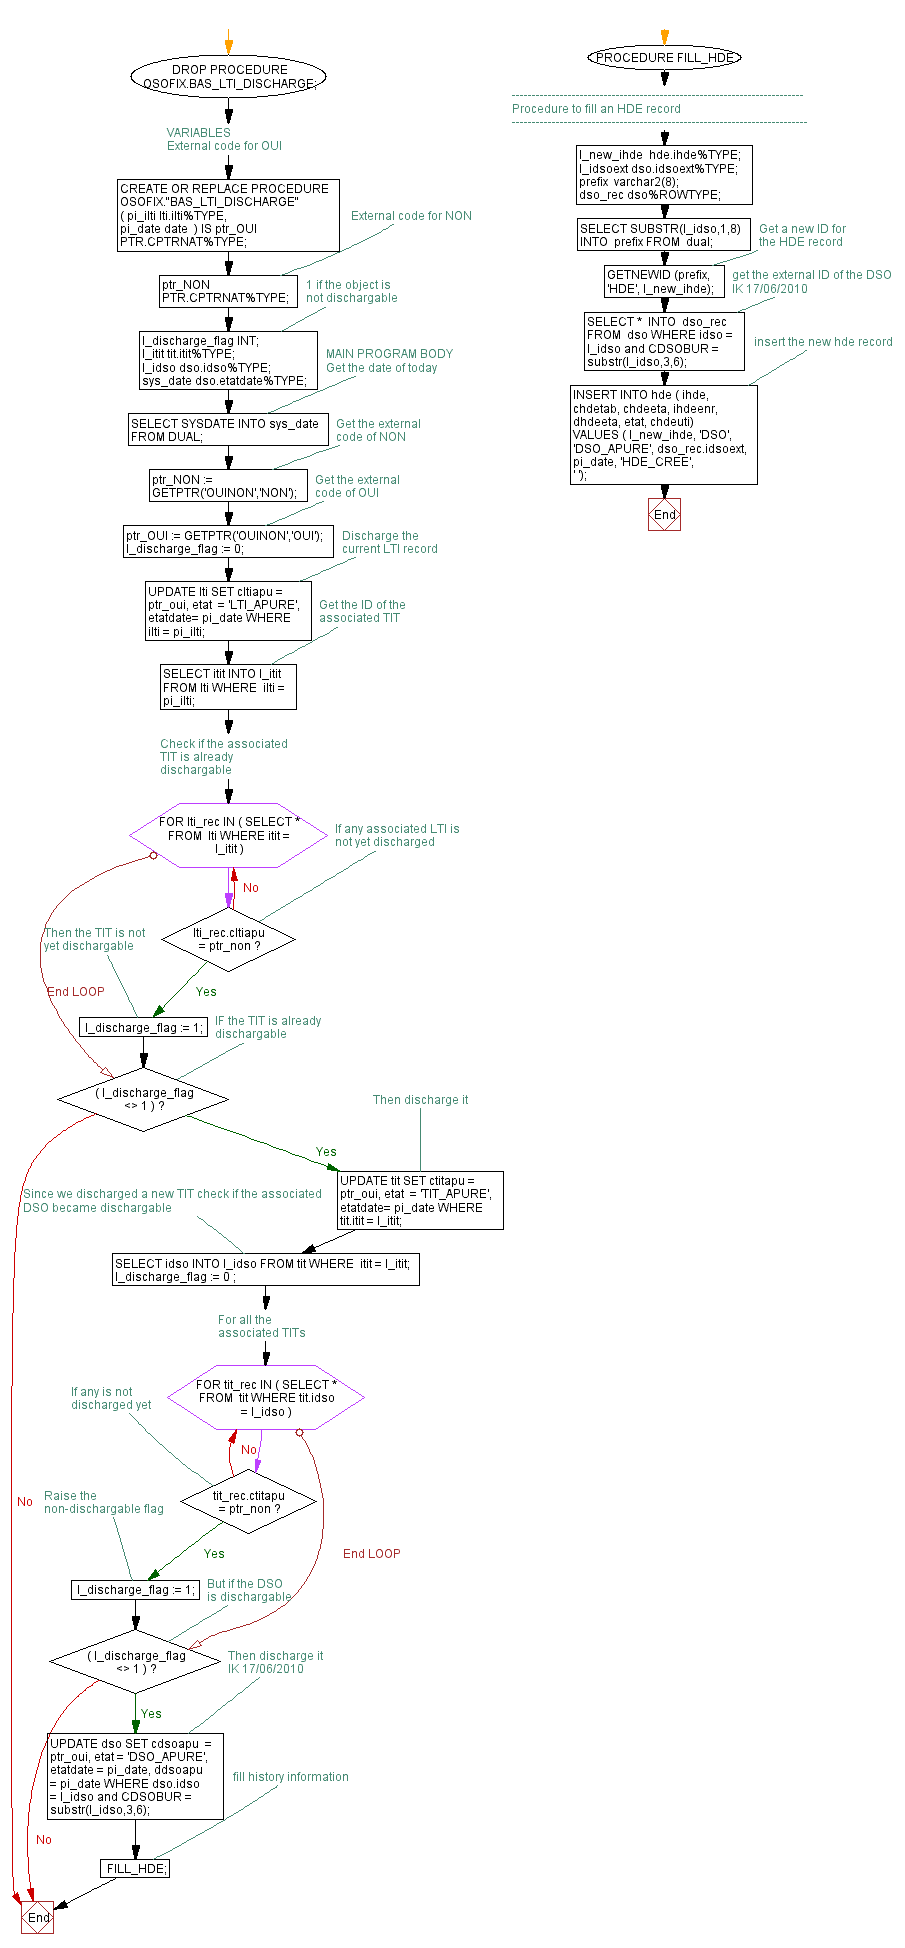 DROP PROCEDURE
OSOFIX.BAS_LTI_DISCHARGE;
VARIABLES
External code for OUI
CREATE OR REPLACE PROCEDURE
OSOFIX."BAS_LTI_DISCHARGE"
( pi_ilti lti.ilti%TYPE,
pi_date date ) IS ptr_OUI
PTR.CPTRNAT%TYPE;
External code for NON
ptr_NON
PTR.CPTRNAT%TYPE;
1 if the object is
not dischargable
l_discharge_flag INT;
l_itit tit.itit%TYPE;
l_idso dso.idso%TYPE;
sys_date dso.etatdate%TYPE;
MAIN PROGRAM BODY
Get the date of today
SELECT SYSDATE INTO sys_date
FROM DUAL;
Get the external
code of NON
ptr_NON :=
GETPTR('OUINON','NON');
Get the external
code of OUI
ptr_OUI := GETPTR('OUINON','OUI');
l_discharge_flag := 0;
Discharge the
current LTI record
UPDATE lti SET cltiapu =
ptr_oui, etat = 'LTI_APURE',
etatdate= pi_date WHERE
ilti = pi_ilti;
Get the ID of the
associated TIT
SELECT itit INTO l_itit
FROM lti WHERE ilti =
pi_ilti;
Check if the associated
TIT is already
dischargable
FOR lti_rec IN ( SELECT *
FROM lti WHERE itit =
l_itit )
If any associated LTI is
not yet discharged
No
lti_rec.cltiapu
= ptr_non ?
Then the TIT is not
yet dischargable
End LOOP
Yes
l_discharge_flag := 1;
IF the TIT is already
dischargable
( l_discharge_flag
<> 1 ) ?
Then discharge it
Yes
UPDATE tit SET ctitapu =
ptr_oui, etat = 'TIT_APURE',
etatdate= pi_date WHERE
tit.itit = l_itit;
Since we discharged a new TIT check if the associated
DSO became dischargable
SELECT idso INTO l_idso FROM tit WHERE itit = l_itit;
l_discharge_flag := 0 ;
For all the
associated TITs
FOR tit_rec IN ( SELECT *
FROM tit WHERE tit.idso
= l_idso )
If any is not
discharged yet
No
tit_rec.ctitapu
= ptr_non ?
No
Raise the
non-dischargable flag
Yes
End LOOP
l_discharge_flag := 1;
But if the DSO
is dischargable
( l_discharge_flag
<> 1 ) ?
Then discharge it
IK 17/06/2010
Yes
UPDATE dso SET cdsoapu =
ptr_oui, etat = 'DSO_APURE',
etatdate = pi_date, ddsoapu
= pi_date WHERE dso.idso
= l_idso and CDSOBUR =
substr(l_idso,3,6);
fill history information
No
FILL_HDE;
End
PROCEDURE FILL_HDE
-------------------------------------------------------------------------
Procedure to fill an HDE record
--------------------------------------------------------------------------
l_new_ihde hde.ihde%TYPE;
l_idsoext dso.idsoext%TYPE;
prefix varchar2(8);
dso_rec dso%ROWTYPE;
SELECT SUBSTR(l_idso,1,8)
INTO prefix FROM dual;
Get a new ID for
the HDE record
GETNEWID (prefix,
'HDE', l_new_ihde);
get the external ID of the DSO
IK 17/06/2010
SELECT * INTO dso_rec
FROM dso WHERE idso =
l_idso and CDSOBUR =
substr(l_idso,3,6);
insert the new hde record
INSERT INTO hde ( ihde,
chdetab, chdeeta, ihdeenr,
dhdeeta, etat, chdeuti)
VALUES ( l_new_ihde, 'DSO',
'DSO_APURE', dso_rec.idsoext,
pi_date, 'HDE_CREE',
' ');
End